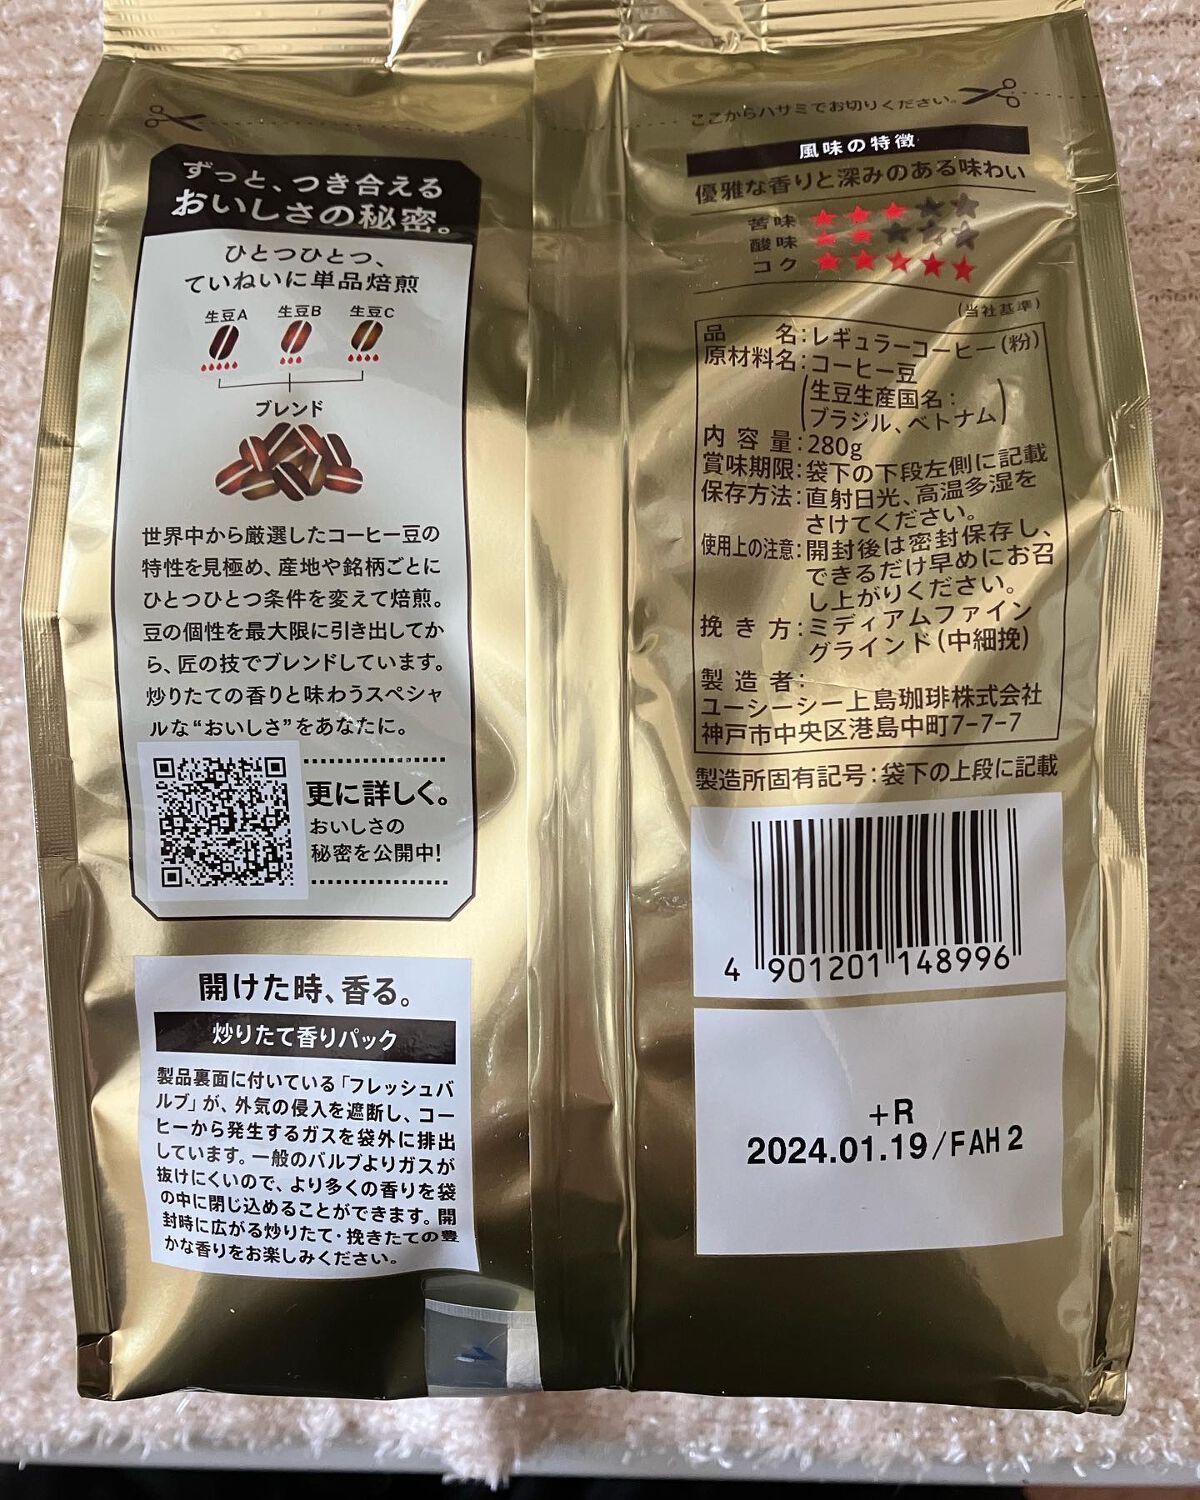 ここからハサミでお切りください。
ずっと、つき合える
おいしさの秘密。
ひとつひとつ、
ていねいに単品焙煎
生豆A 生豆B 生豆C
ブレンド
世界中から厳選したコーヒー豆の
特性を見極め、産地や銘柄ごとに
ひとつひとつ条件を変えて焙煎。
豆の個性を最大限に引き出してか
ら、匠の技でブレンドしています。
炒りたての香りと味わうスペシャ
ルな“おいしさ”をあなたに。
更に詳しく。
おいしさの
秘密を公開中!
開けた時、香る。
炒りたて香りパック
製品裏面に付いている「フレッシュバ
ルブ」が、外気の侵入を遮断し、コー
ヒーから発生するガスを袋外に排出
しています。一般のバルブよりガスが
抜けにくいので、より多くの香りを袋
の中に閉じ込めることができます。開
封時に広がる炒りたて・挽きたての豊
かな香りをお楽しみください。
風味の特徴
優雅な香りと深みのある味わい
苦味 ★★★★★
酸味 ★★★★★
コク ★★★★★
(当社基準)
品名:レギュラーコーヒー(粉)
原材料名:コーヒー豆
(生豆生産国名:
ブラジル、ベトナム)
内容量:280g
賞味期限:袋下の下段左側に記載
保存方法:直射日光、高温多湿を
さけてください。
使用上の注意:開封後は密封保存し、
できるだけ早めにお召
し上がりください。
挽き方:ミディアムファイン
グラインド(中細挽)
製造者:
ユーシーシー上島珈琲株式会社
神戸市中央区港島中町7-7-7
製造所固有記号:袋下の上段に記載
4 901201 148996
+R
2024.01.19/FAH2